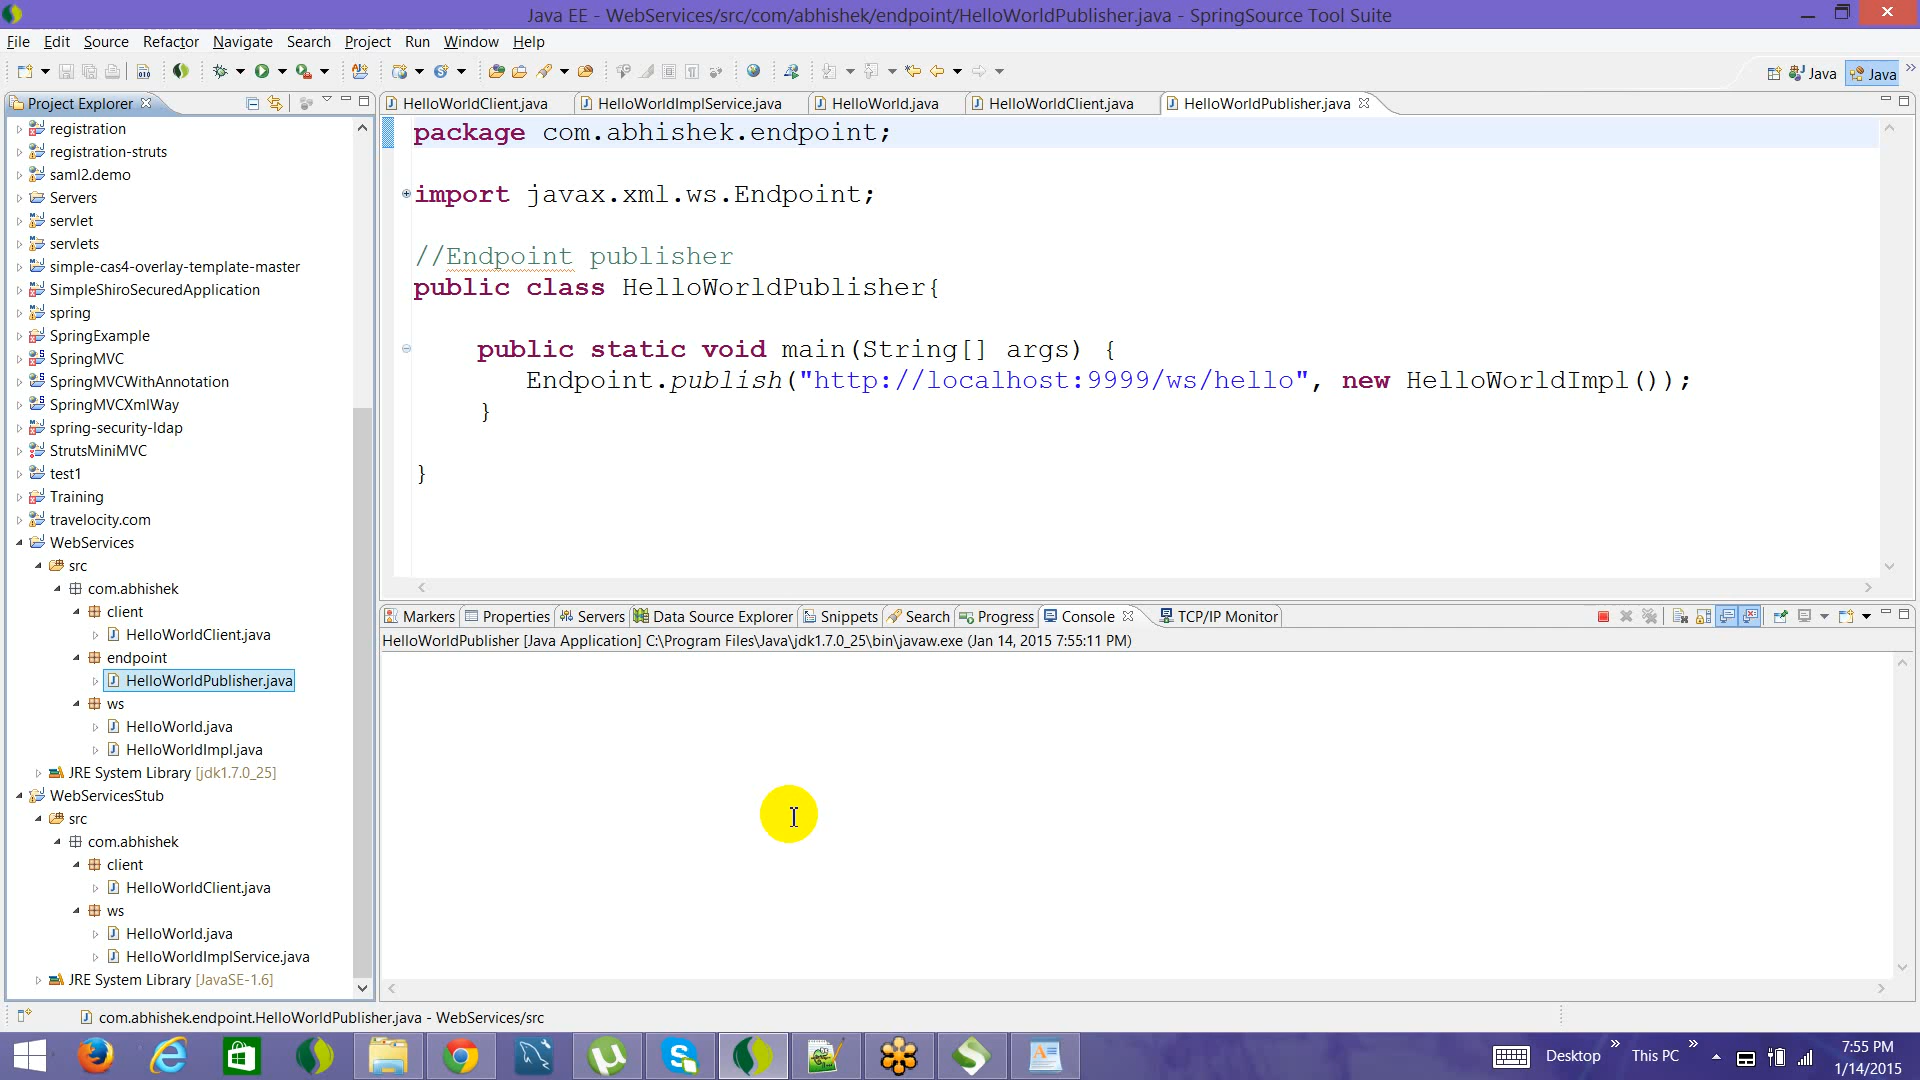 Java EE - WebServices/src/com/abhishek/endpoint/HelloWorldPublisher.java - SpringSource Tool Suite
File Edit Source Refactor Navigate Search Project Run Window Help
Java Java
Project Explorer
HelloWorldClient.java HelloWorldImplService.java HelloWorld.java HelloWorldClient.java HelloWorldPublisher.java
registration
registration-struts
saml2.demo
Servers
servlet
servlets
simple-cas4-overlay-template-master
SimpleShiroSecuredApplication
spring
SpringExample
SpringMVC
SpringMVCWithAnnotation
SpringMVCXmlWay
spring-security-ldap
StrutsMiniMVC
test1
Training
travelocity.com
WebServices
src
com.abhishek
client
HelloWorldClient.java
endpoint
HelloWorldPublisher.java
ws
HelloWorld.java
HelloWorldImpl.java
JRE System Library [jdk1.7.0_25]
WebServicesStub
src
com.abhishek
client
HelloWorldClient.java
ws
HelloWorld.java
HelloWorldImplService.java
JRE System Library [JavaSE-1.6]
package com.abhishek.endpoint;
import javax.xml.ws.Endpoint;
//Endpoint publisher
public class HelloWorldPublisher{
public static void main(String[] args) {
Endpoint.publish("http://localhost:9999/ws/hello", new HelloWorldImpl());
}
}
Markers Properties Servers Data Source Explorer Snippets Search Progress Console TCP/IP Monitor
HelloWorldPublisher [Java Application] C:\Program Files\Java\jdk1.7.0_25\bin\javaw.exe (Jan 14, 2015 7:55:11 PM)
com.abhishek.endpoint.HelloWorldPublisher.java - WebServices/src
Desktop This PC
7:55 PM
1/14/2015